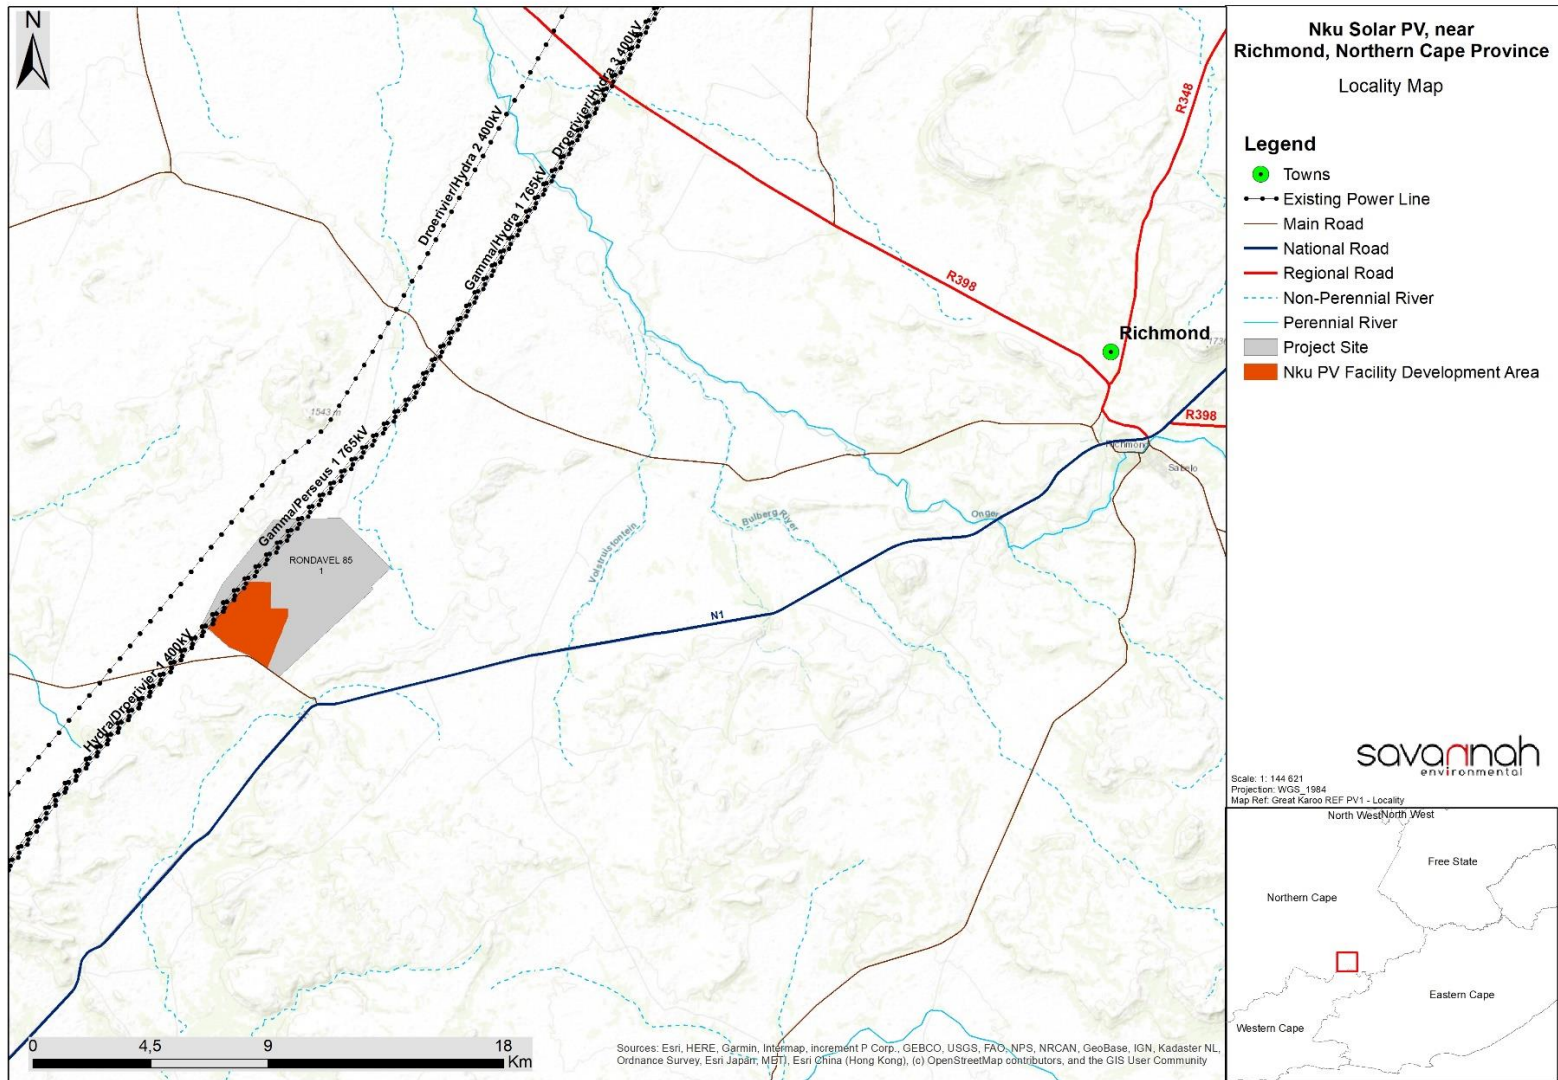 N
Nku Solar PV, near
Richmond, Northern Cape Province
Locality Map
Legend
Towns
Existing Power Line
Main Road
National Road
Regional Road
Non-Perennial River
Perennial River
Project Site
Nku PV Facility Development Area
Droerivier/Hydra 3 400kV
Droerivier/Hydra 2 400kV
Gamma/Hydra 1 765kV
R348
R398
Richmond
1543 m
R398
Gamma/Perseus 1 765kV
Richmond
Sabelo
Onger
Bulberg River
Volstruisfontein
RONDAVEL 85
1
N1
Hydra/Droerivier 1 400kV
savannah
environmental
Scale: 1: 144 621
Projection: WGS_1984
Map Ref: Great Karoo REF PV1 - Locality
North West North West
Free State
Northern Cape
Eastern Cape
Western Cape
0 4,5 9 18
Km
Sources: Esri, HERE, Garmin, Intermap, increment P Corp., GEBCO, USGS, FAO, NPS, NRCAN, GeoBase, IGN, Kadaster NL,
Ordnance Survey, Esri Japan, METI, Esri China (Hong Kong), (c) OpenStreetMap contributors, and the GIS User Community